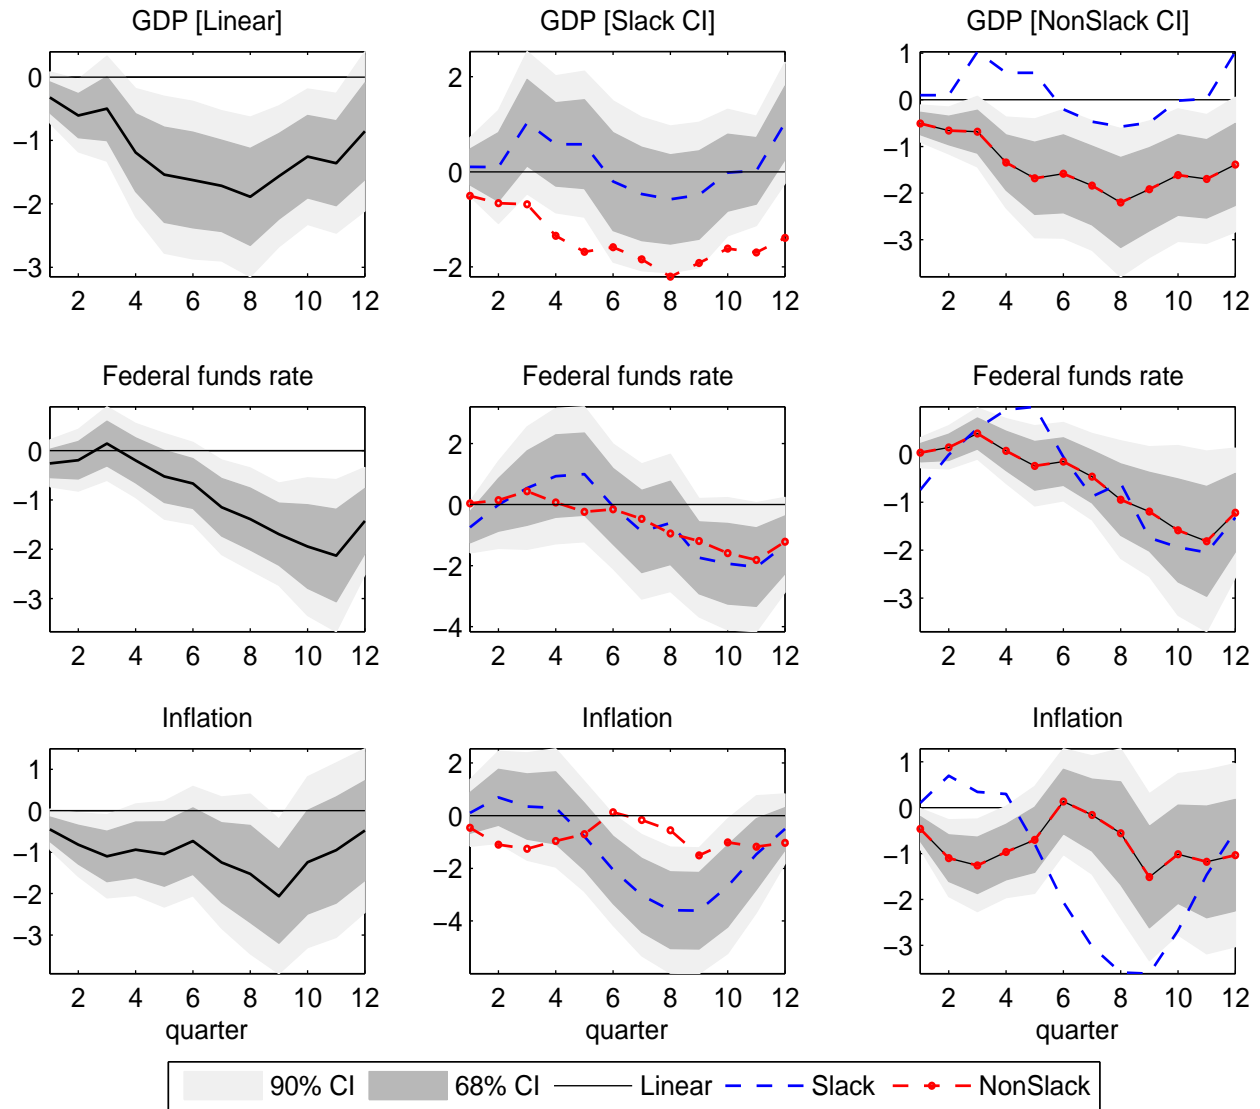 GDP [Linear]
GDP [Slack CI]
GDP [NonSlack CI]
0
−1
−2
−3
2 4 6 8 10 12
2
0
−2
2 4 6 8 10 12
1
0
−1
−2
−3
2 4 6 8 10 12
Federal funds rate
Federal funds rate
Federal funds rate
0
−1
−2
−3
2 4 6 8 10 12
2
0
−2
−4
2 4 6 8 10 12
0
−1
−2
−3
2 4 6 8 10 12
Inflation
Inflation
Inflation
1
0
−1
−2
−3
2 4 6 8 10 12
quarter
2
0
−2
−4
2 4 6 8 10 12
quarter
1
0
−1
−2
−3
2 4 6 8 10 12
quarter
90% CI 68% CI Linear Slack NonSlack